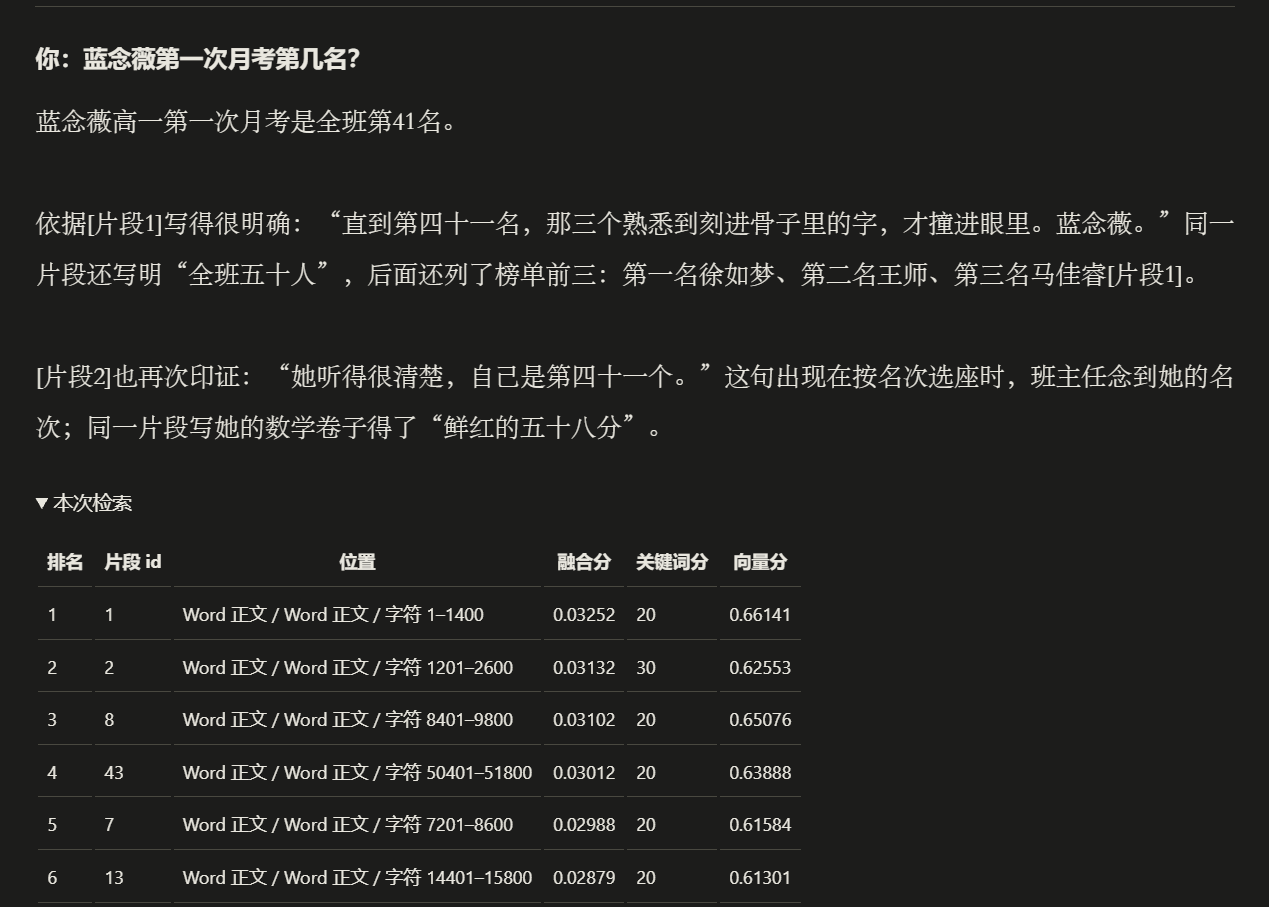 你：蓝念薇第一次月考第几名？
蓝念薇高一第一次月考是全班第41名。
依据[片段1]写得很明确：“直到第四十一名，那三个熟悉到刻进骨子里的字，才撞进眼里。蓝念薇。”同一
片段还写明“全班五十人”，后面还列了榜单前三：第一名徐如梦、第二名王师、第三名马佳睿[片段1]。
[片段2]也再次印证：“她听得很清楚，自己是第四十一个。”这句出现在按名次选座时，班主任念到她的名
次；同一片段写她的数学卷子得了“鲜红的五十八分”。
▼本次检索
排名 片段 id 位置 融合分 关键词分 向量分
1 1 Word 正文 / Word 正文 / 字符 1–1400 0.03252 20 0.66141
2 2 Word 正文 / Word 正文 / 字符 1201–2600 0.03132 30 0.62553
3 8 Word 正文 / Word 正文 / 字符 8401–9800 0.03102 20 0.65076
4 43 Word 正文 / Word 正文 / 字符 50401–51800 0.03012 20 0.63888
5 7 Word 正文 / Word 正文 / 字符 7201–8600 0.02988 20 0.61584
6 13 Word 正文 / Word 正文 / 字符 14401–15800 0.02879 20 0.61301